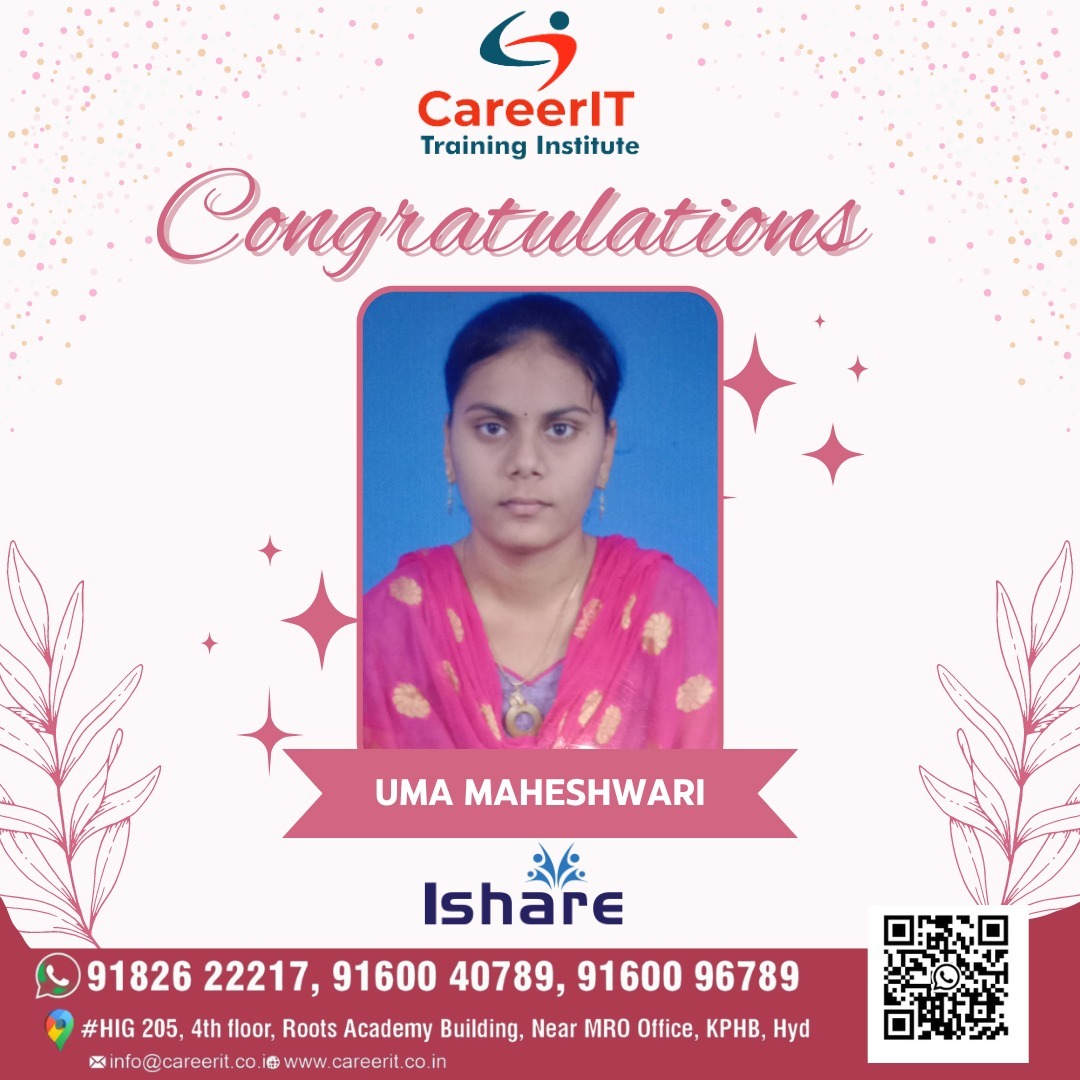 CareerIT
Training Institute
Congratulations
UMA MAHESHWARI
Ishare
91826 22217, 91600 40789, 91600 96789
#HIG 205, 4th floor, Roots Academy Building, Near MRO Office, KPHB, Hyd
info@careerit.co.i www.careerit.co.in